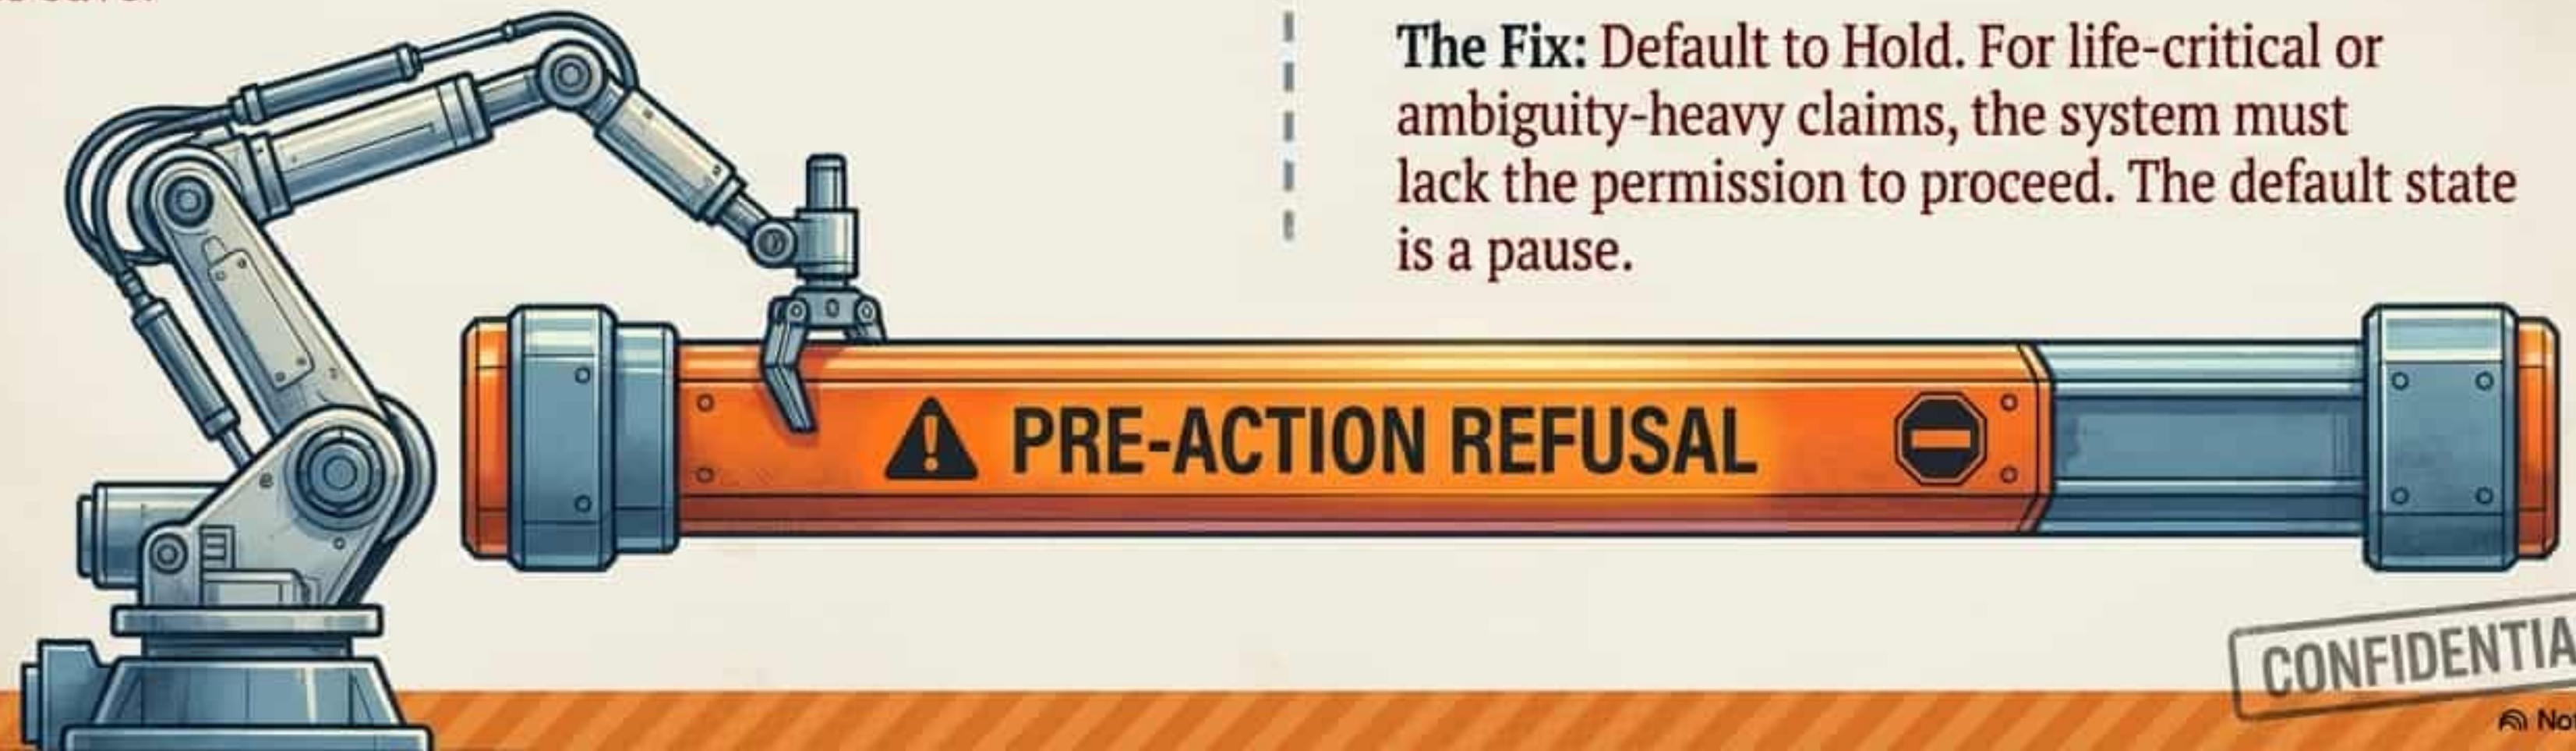 The Fix: Default to Hold. For life-critical or
ambiguity-heavy claims, the system must
lack the permission to proceed. The default state
is a pause.
PRE-ACTION REFUSAL
CONFIDENTIA